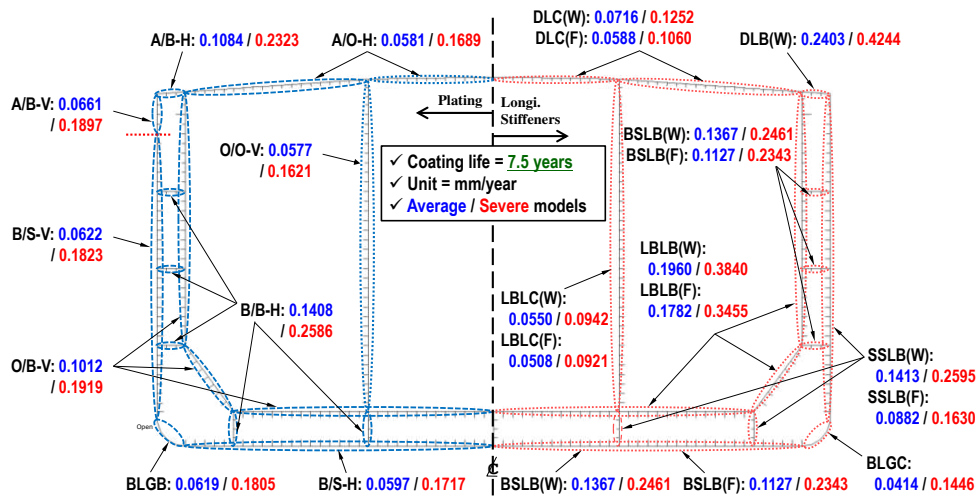 DLC(W): 0.0716 / 0.1252
A/B-H: 0.1084 / 0.2323
A/O-H: 0.0581 / 0.1689
DLC(F): 0.0588 / 0.1060
DLB(W): 0.2403 / 0.4244
A/B-V: 0.0661
/ 0.1897
Plating
Longi.
Stiffeners
BSLB(W): 0.1367 / 0.2461
BSLB(F): 0.1127 / 0.2343
O/O-V: 0.0577
/ 0.1621
✓ Coating life = 7.5 years
✓ Unit = mm/year
✓ Average / Severe models
B/S-V: 0.0622
/ 0.1823
LBLB(W):
0.1960 / 0.3840
LBLB(F):
0.1782 / 0.3455
B/B-H: 0.1408
/ 0.2586
LBLC(W):
0.0550 / 0.0942
LBLC(F):
0.0508 / 0.0921
O/B-V: 0.1012
/ 0.1919
SSLB(W):
0.1413 / 0.2595
SSLB(F):
0.0882 / 0.1630
Open
BLGB: 0.0619 / 0.1805
B/S-H: 0.0597 / 0.1717
℄
BSLB(W): 0.1367 / 0.2461
BSLB(F): 0.1127 / 0.2343
BLGC:
0.0414 / 0.1446